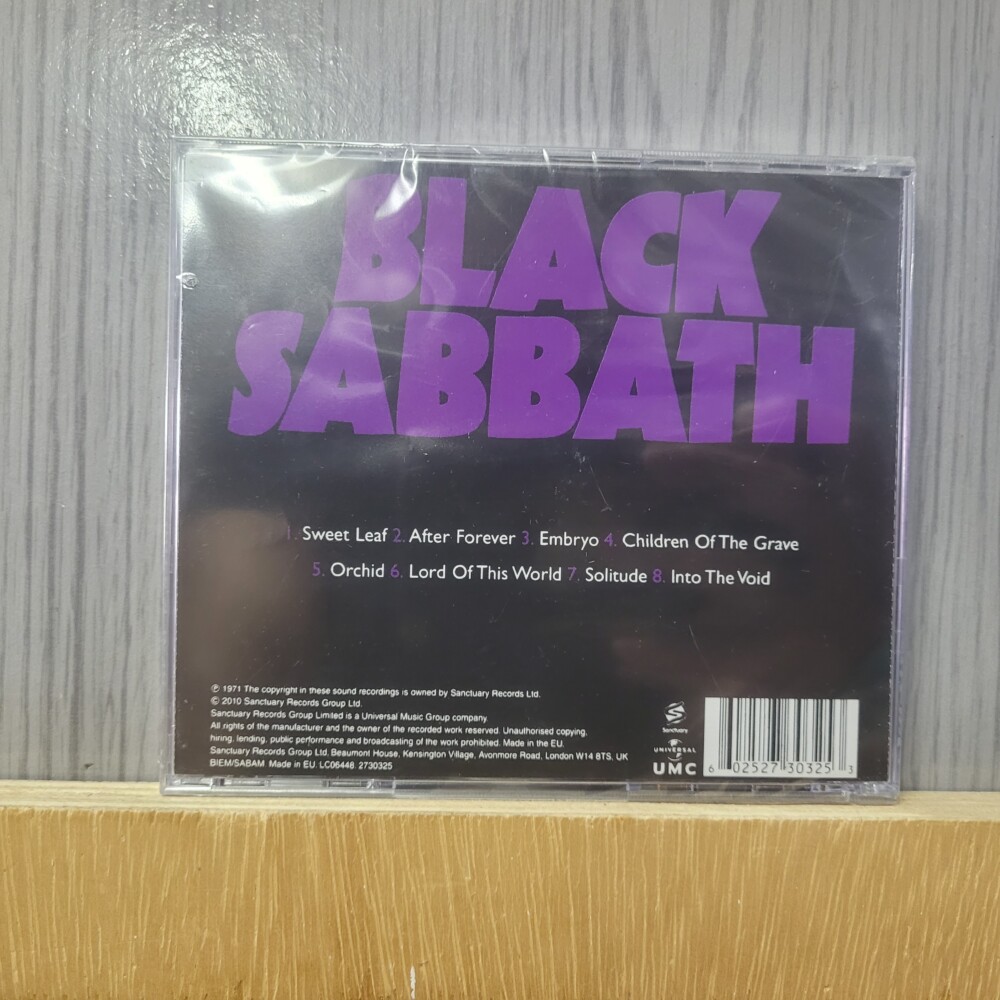 BLACK
SABBATH
1. Sweet Leaf 2. After Forever 3. Embryo 4. Children Of The Grave
5. Orchid 6. Lord Of This World 7. Solitude 8. Into The Void
℗ 1971 The copyright in these sound recordings is owned by Sanctuary Records Ltd.
© 2010 Sanctuary Records Group Ltd.
Sanctuary Records Group Limited is a Universal Music Group company.
All rights of the manufacturer and the owner of the recorded work reserved. Unauthorised copying,
hiring, lending, public performance and broadcasting of the work prohibited. Made in the EU.
Sanctuary Records Group Ltd. Beaumont House, Kensington Village, Avonmore Road, London W14 8TS. UK
BIEM/SABAM Made in EU. LC06448. 2730325
Sanctuary
UNIVERSAL
UMC
6 02527 30325 3